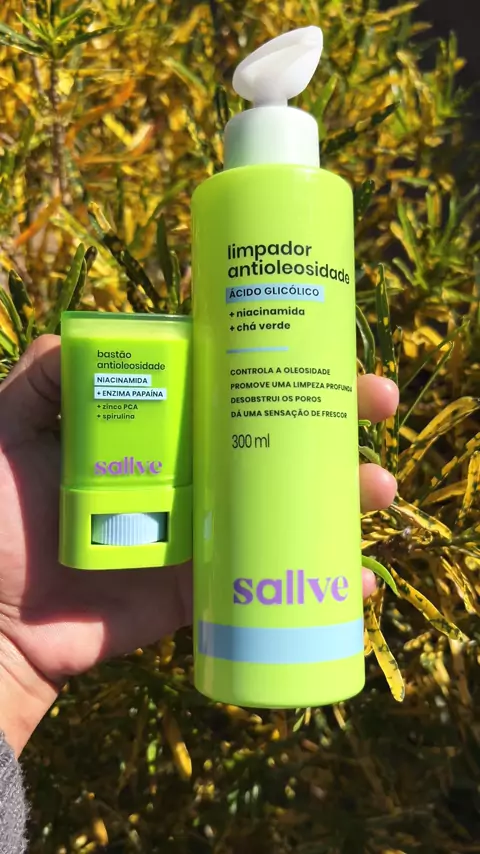 limpador
antioleosidade
ÁCIDO GLICÓLICO
+ niacinamida
+ chá verde
CONTROLA A OLEOSIDADE
PROMOVE UMA LIMPEZA PROFUNDA
DESOBSTRUI OS POROS
DÁ UMA SENSAÇÃO DE FRESCOR
300 ml
sallve
bastão
antioleosidade
NIACINAMIDA
+ ENZIMA PAPAÍNA
+ zinco PCA
+ spirulina
sallve